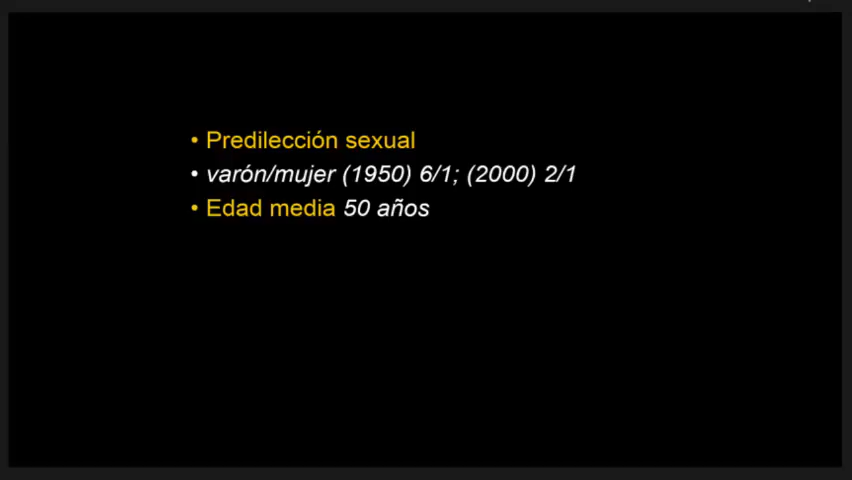 • Predilección sexual
• varón/mujer (1950) 6/1; (2000) 2/1
• Edad media 50 años